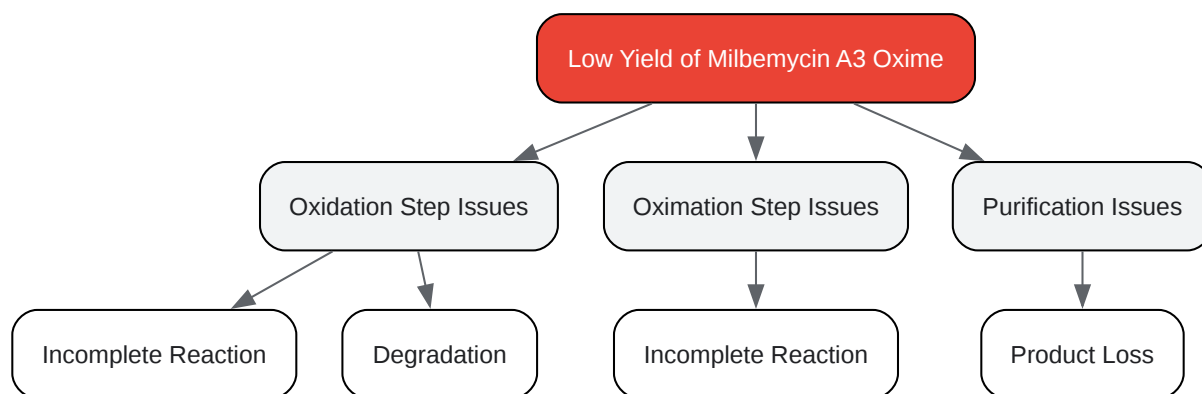 Low Yield of Milbemycin A3 Oxime
Oxidation Step Issues
Oximation Step Issues
Purification Issues
Incomplete Reaction
Degradation
Incomplete Reaction
Product Loss